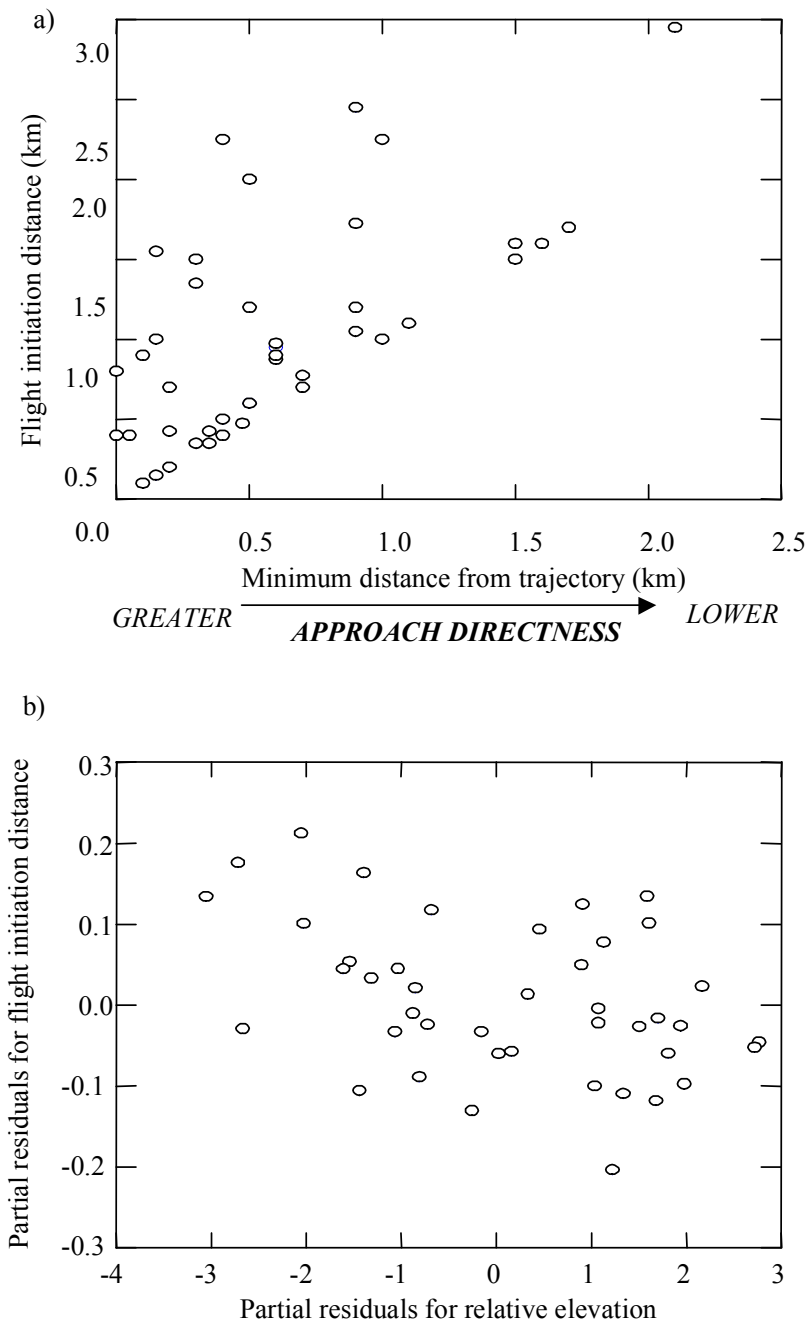 a)
Flight initiation distance (km)
3.0
2.5
2.0
1.5
1.0
0.5
0.0
0.5 1.0 1.5 2.0 2.5
Minimum distance from trajectory (km)
GREATER APPROACH DIRECTNESS LOWER
b)
Partial residuals for flight initiation distance
0.3
0.2
0.1
0.0
-0.1
-0.2
-0.3
-4 -3 -2 -1 0 1 2 3
Partial residuals for relative elevation